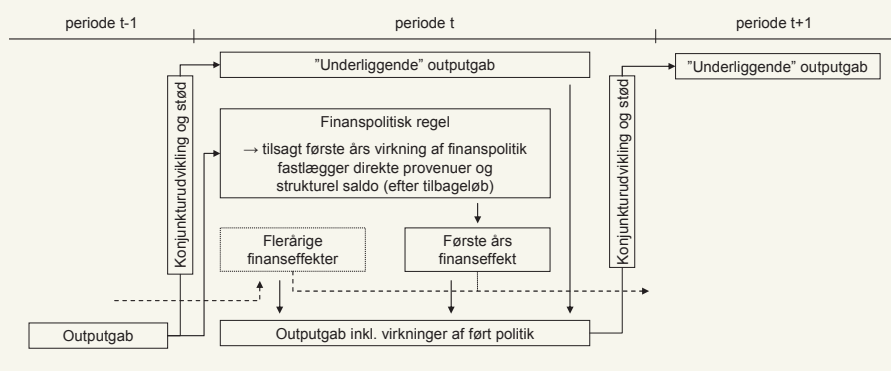 periode t-1
periode t
periode t+1
”Underliggende” outputgab
”Underliggende” outputgab
Konjunkturudvikling og stød
Finanspolitisk regel
→ tilsagt første års virkning af finanspolitik
fastlægger direkte provenuer og
strukturel saldo (efter tilbageløb)
Konjunkturudvikling og stød
Flerårige
finanseffekter
Første års
finanseffekt
Outputgab
Outputgab inkl. virkninger af ført politik